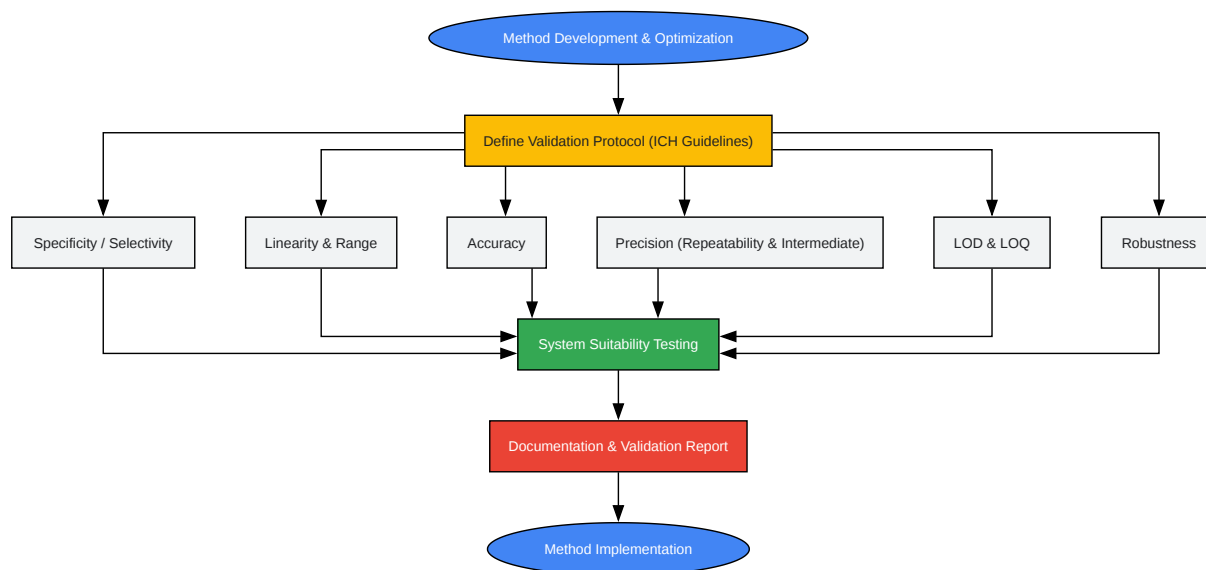 Method Development & Optimization
Define Validation Protocol (ICH Guidelines)
Specificity / Selectivity
Linearity & Range
Accuracy
Precision (Repeatability & Intermediate)
LOD & LOQ
Robustness
System Suitability Testing
Documentation & Validation Report
Method Implementation